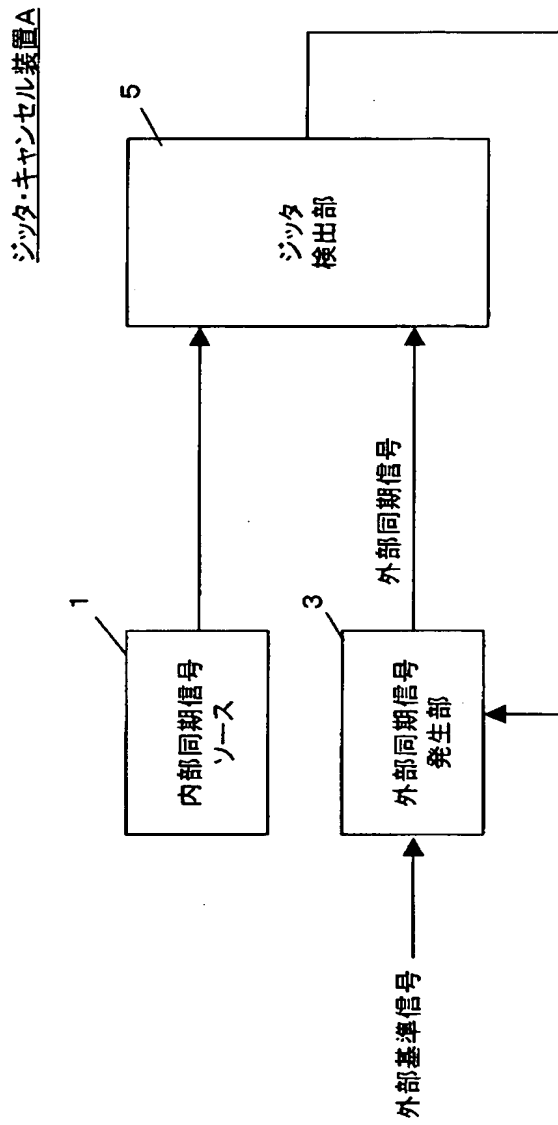 ジッタ・キャンセル装置A
1
内部同期信号
ソース
5
ジッタ
検出部
3
外部基準信号
外部同期信号
発生部
外部同期信号